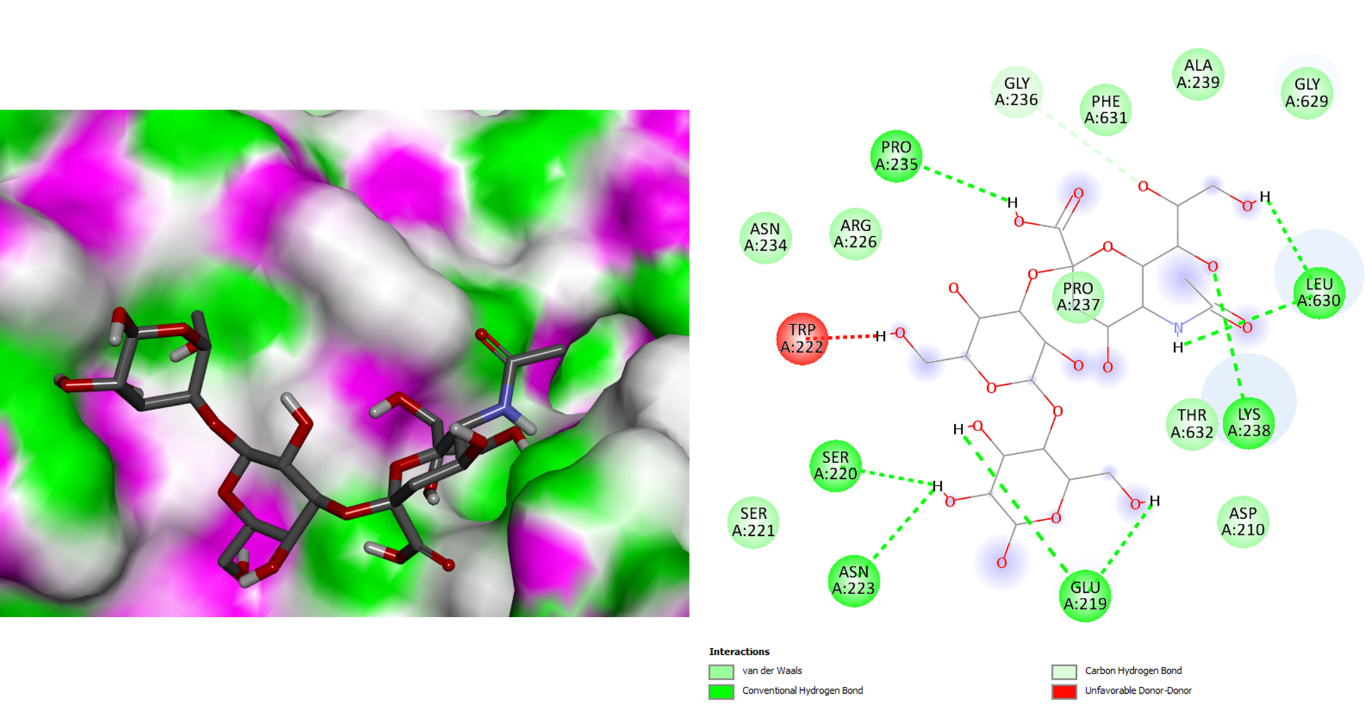 ALA
A:239
GLY
A:236
PHE
A:631
GLY
A:629
PRO
A:235
ASN
A:234
ARG
A:226
PRO
A:237
LEU
A:630
TRP
A:222
THR
A:632
LYS
A:238
SER
A:220
SER
A:221
ASP
A:210
ASN
A:223
GLU
A:219
H
O
O
O
O
H
O
O
O
O
O
H
O
N
H
O
O
O
O
O
H
O
H
O
O
H
O
H
O
O
Interactions
van der Waals
Conventional Hydrogen Bond
Carbon Hydrogen Bond
Unfavorable Donor-Donor